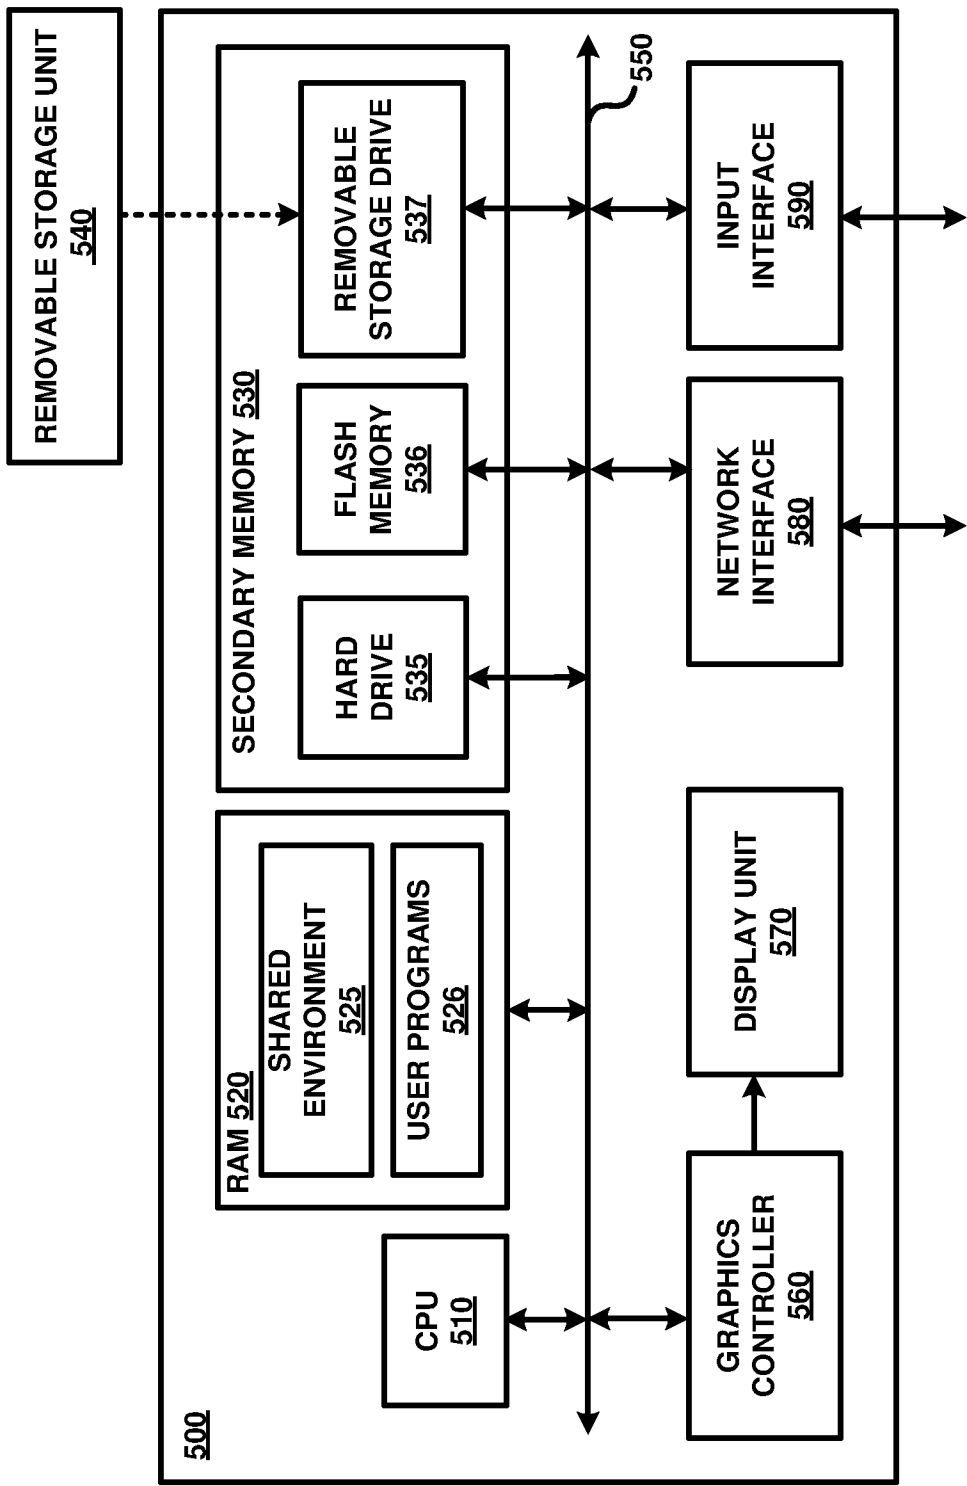 500
CPU
510
RAM 520
SHARED
ENVIRONMENT
525
USER PROGRAMS
526
SECONDARY MEMORY 530
HARD
DRIVE
535
FLASH
MEMORY
536
REMOVABLE
STORAGE DRIVE
537
REMOVABLE STORAGE UNIT
540
550
GRAPHICS
CONTROLLER
560
DISPLAY UNIT
570
NETWORK
INTERFACE
580
INPUT
INTERFACE
590